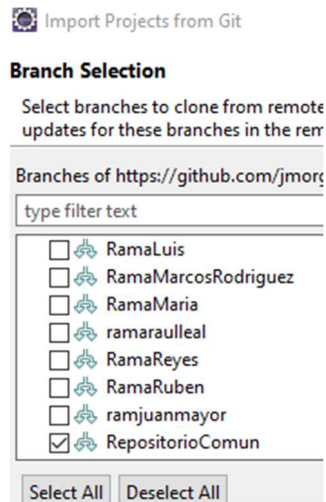 Import Projects from Git
Branch Selection
Select branches to clone from remote
updates for these branches in the rem
Branches of https://github.com/jmorg
type filter text
RamaLuis
RamaMarcosRodriguez
RamaMaria
ramaraulleal
RamaReyes
RamaRuben
ramjuanmayor
RepositorioComun
Select All Deselect All